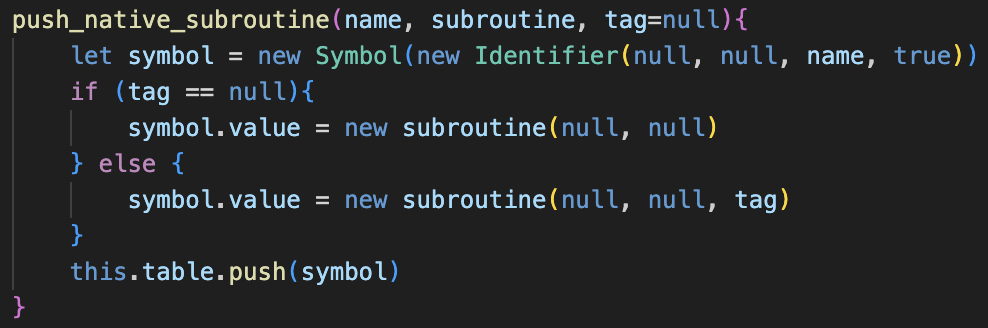 push_native_subroutine(name, subroutine, tag=null){
    let symbol = new Symbol(new Identifier(null, null, name, true))
    if (tag == null){
        symbol.value = new subroutine(null, null)
    } else {
        symbol.value = new subroutine(null, null, tag)
    }
    this.table.push(symbol)
}